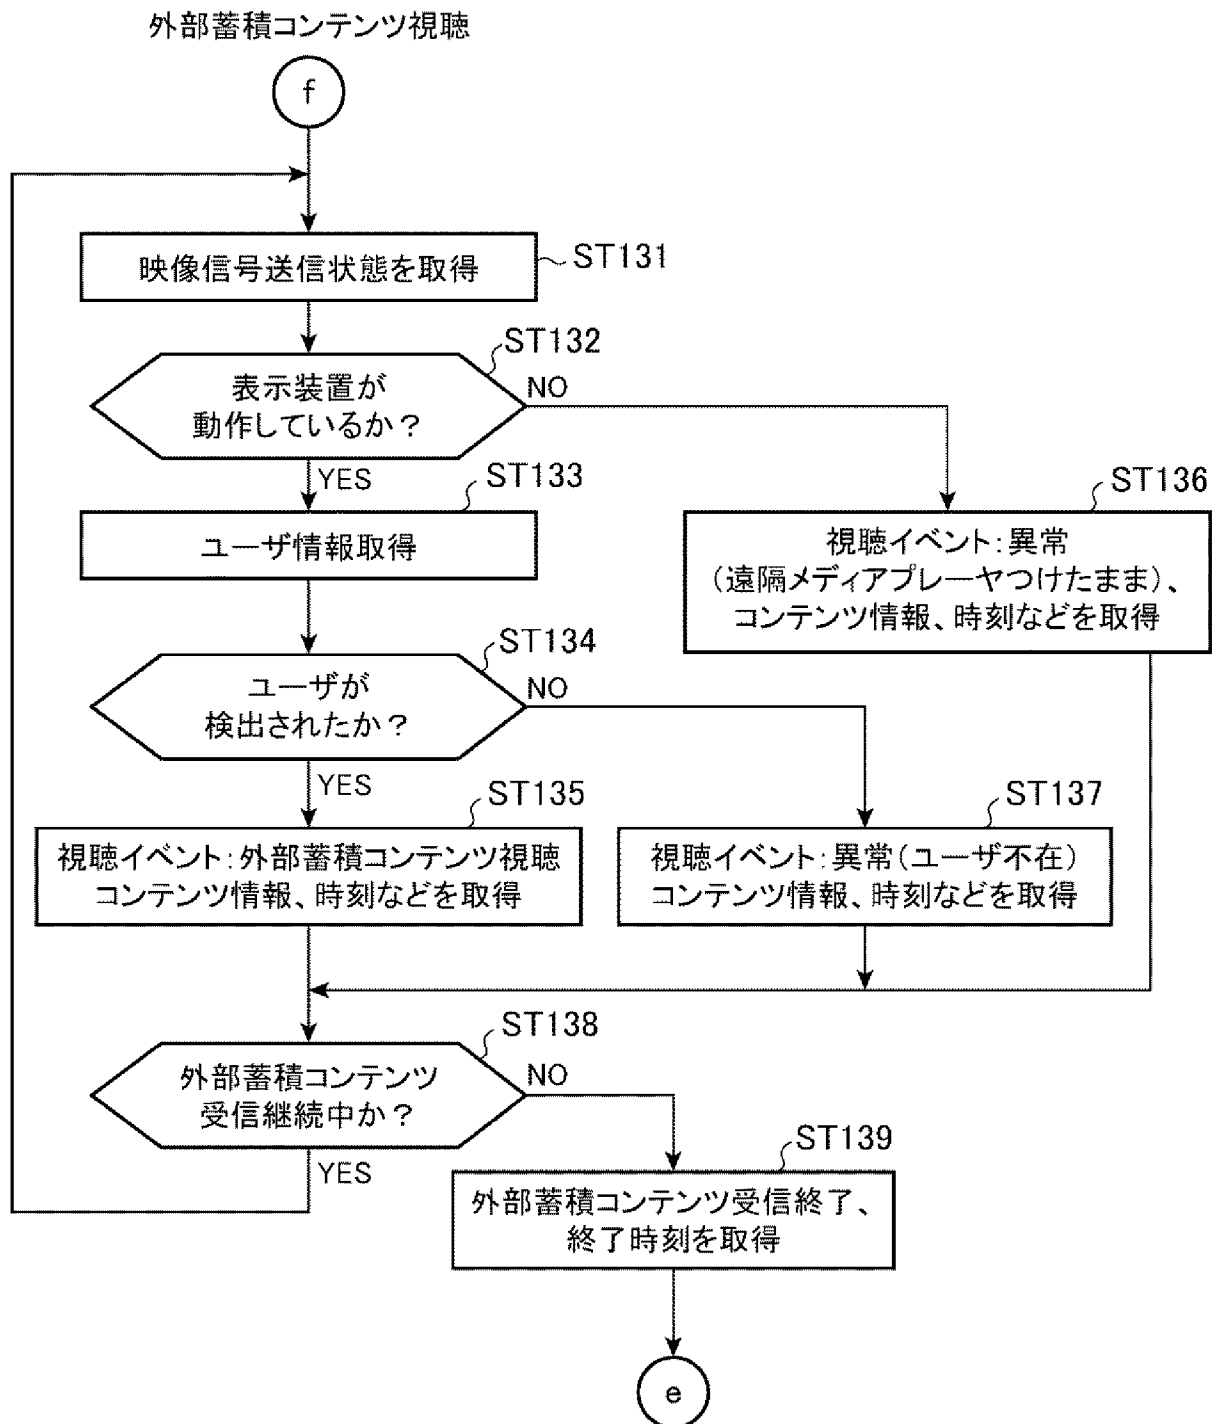 外部蓄積コンテンツ視聴
f
映像信号送信状態を取得
ST131
ST132
表示装置が
動作しているか？
NO
YES
ST133
ユーザ情報取得
ST136
視聴イベント：異常
（遠隔メディアプレーヤつけたまま）、
コンテンツ情報、時刻などを取得
ST134
ユーザが
検出されたか？
NO
YES
ST135
視聴イベント：外部蓄積コンテンツ視聴
コンテンツ情報、時刻などを取得
ST137
視聴イベント：異常（ユーザ不在）
コンテンツ情報、時刻などを取得
ST138
外部蓄積コンテンツ
受信継続中か？
NO
YES
ST139
外部蓄積コンテンツ受信終了、
終了時刻を取得
e